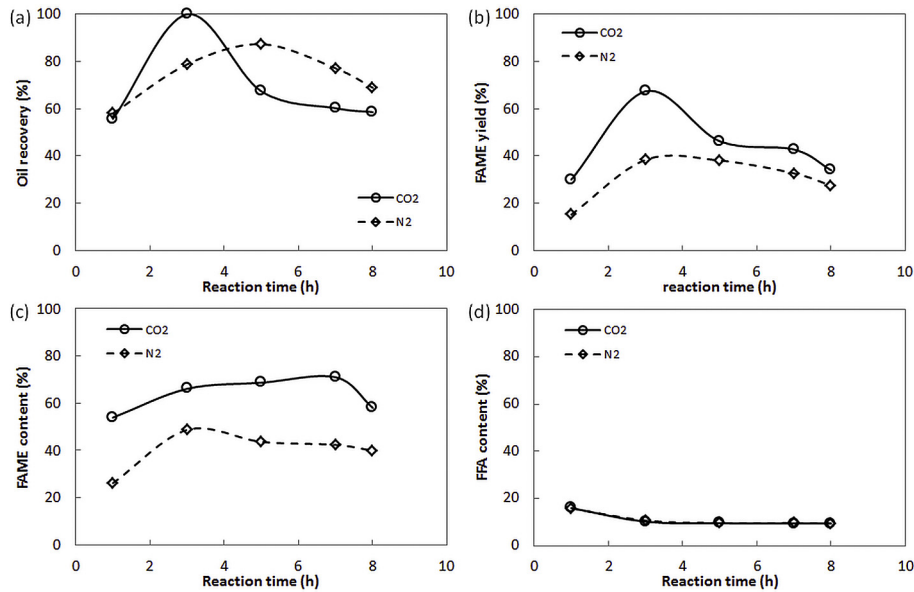 (a)
Oil recovery (%)
100
80
60
40
20
0
0 2 4 6 8 10
Reaction time (h)
CO2
N2
(b)
FAME yield (%)
100
80
60
40
20
0
0 2 4 6 8 10
reaction time (h)
CO2
N2
(c)
FAME content (%)
100
80
60
40
20
0
0 2 4 6 8 10
Reaction time (h)
CO2
N2
(d)
FFA content (%)
100
80
60
40
20
0
0 2 4 6 8 10
Reaction time (h)
CO2
N2